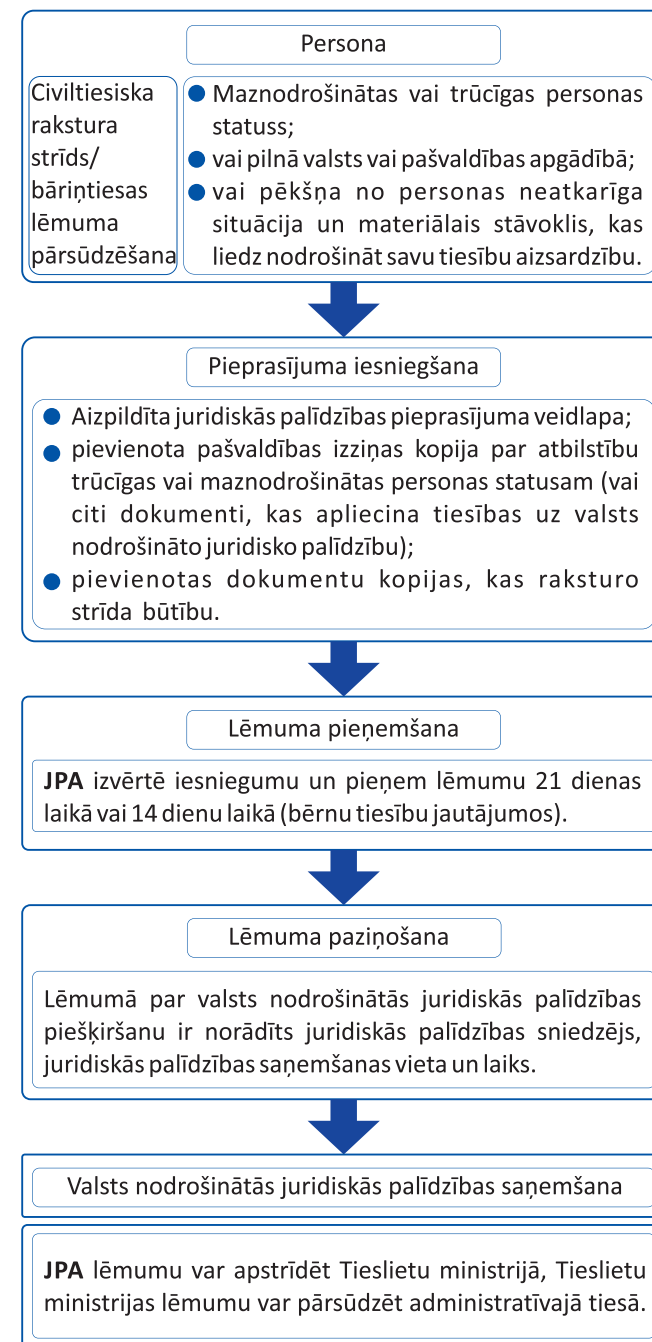 Persona
Civiltiesiska
rakstura
strīds/
bāriņtiesas
lēmuma
pārsūdzēšana
● Maznodrošinātas vai trūcīgas personas
statuss;
● vai pilnā valsts vai pašvaldības apgādībā;
● vai pēkšņa no personas neatkarīga
situācija un materiālais stāvoklis, kas
liedz nodrošināt savu tiesību aizsardzību.
Pieprasījuma iesniegšana
● Aizpildīta juridiskās palīdzības pieprasījuma veidlapa;
● pievienota pašvaldības izziņas kopija par atbilstību
trūcīgas vai maznodrošinātas personas statusam (vai
citi dokumenti, kas apliecina tiesības uz valsts
nodrošināto juridisko palīdzību);
● pievienotas dokumentu kopijas, kas raksturo
strīda būtību.
Lēmuma pieņemšana
JPA izvērtē iesniegumu un pieņem lēmumu 21 dienas
laikā vai 14 dienu laikā (bērnu tiesību jautājumos).
Lēmuma paziņošana
Lēmumā par valsts nodrošinātās juridiskās palīdzības
piešķiršanu ir norādīts juridiskās palīdzības sniedzējs,
juridiskās palīdzības saņemšanas vieta un laiks.
Valsts nodrošinātās juridiskās palīdzības saņemšana
JPA lēmumu var apstrīdēt Tieslietu ministrijā, Tieslietu
ministrijas lēmumu var pārsūdzēt administratīvajā tiesā.